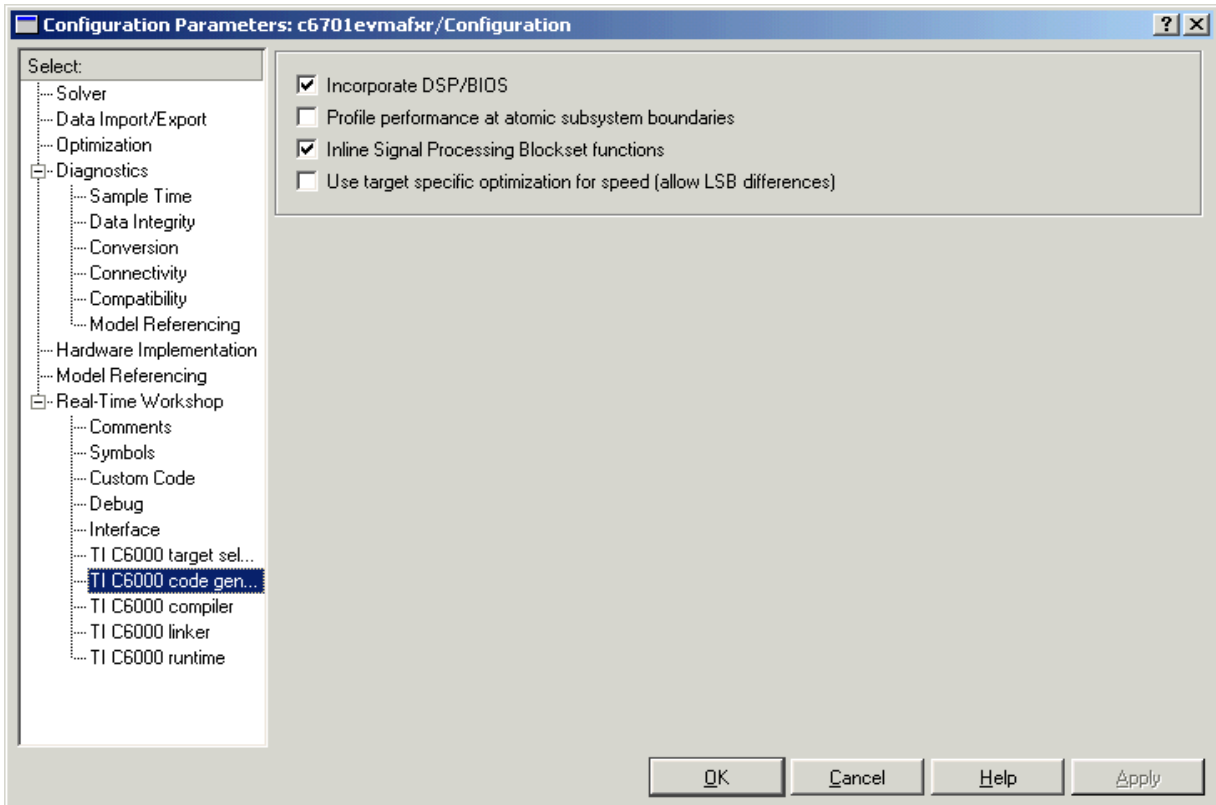 Configuration Parameters: c6701evmafxr/Configuration
Select:
Solver
Data Import/Export
Optimization
Diagnostics
Sample Time
Data Integrity
Conversion
Connectivity
Compatibility
Model Referencing
Hardware Implementation
Model Referencing
Real-Time Workshop
Comments
Symbols
Custom Code
Debug
Interface
TI C6000 target sel...
TI C6000 code gen...
TI C6000 compiler
TI C6000 linker
TI C6000 runtime
Incorporate DSP/BIOS
Profile performance at atomic subsystem boundaries
Inline Signal Processing Blockset functions
Use target specific optimization for speed (allow LSB differences)
OK Cancel Help Apply